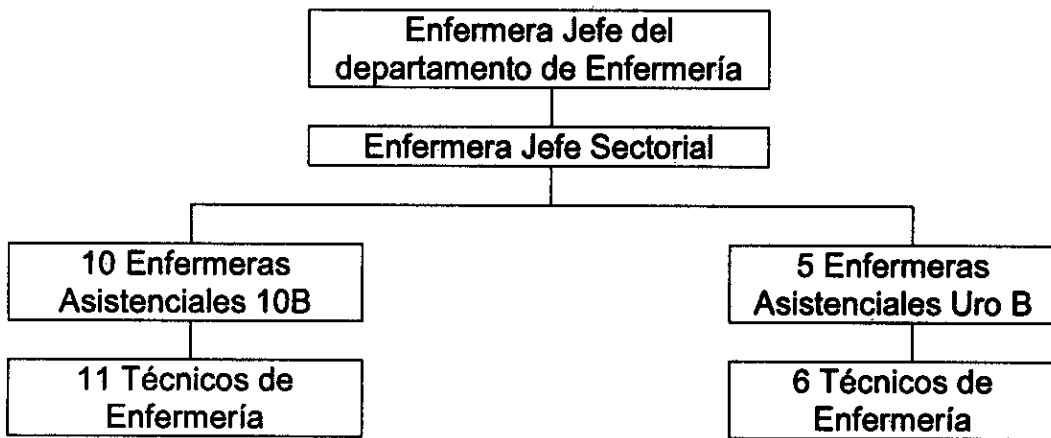 Enfermera Jefe del
departamento de Enfermería
Enfermera Jefe Sectorial
10 Enfermeras
Asistenciales 10B
5 Enfermeras
Asistenciales Uro B
11 Técnicos de
Enfermería
6 Técnicos de
Enfermería